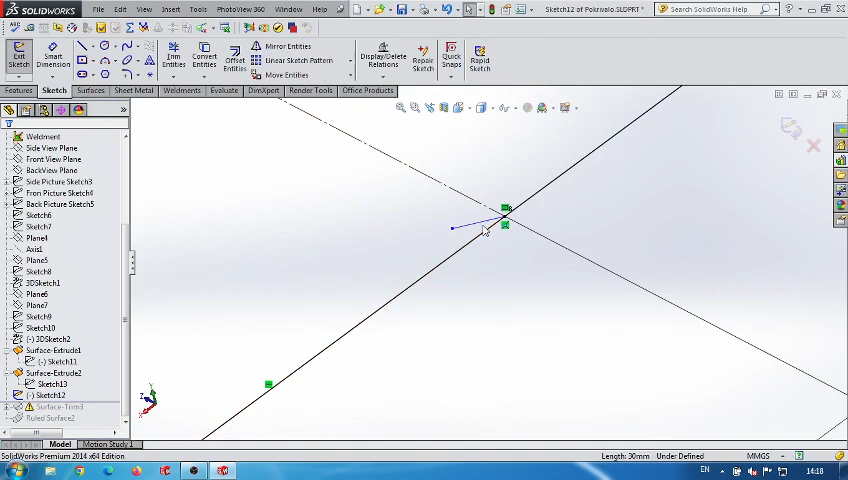 SOLIDWORKS
File Edit View Insert Tools PhotoView 360 Window Help
Sketch12 of Pokrivalo.SLDPRT *
SolidWorks Help
Exit Sketch
Smart Dimension
Trim Entities
Convert Entities
Offset Entities
Mirror Entities
Linear Sketch Pattern
Move Entities
Display/Delete Relations
Repair Sketch
Quick Snaps
Rapid Sketch
Features Sketch Surfaces Sheet Metal Weldments Evaluate DimXpert Render Tools Office Products
Weldment
Side View Plane
Front View Plane
BackView Plane
Side Picture Sketch3
Fron Picture Sketch4
Back Picture Sketch5
Sketch6
Sketch7
Plane4
Axis1
Plane5
Sketch8
3DSketch1
Plane6
Plane7
Sketch9
Sketch10
(-) 3DSketch2
Surface-Extrude1
(-) Sketch11
Surface-Extrude2
Sketch13
(-) Sketch12
Surface-Trim3
Ruled Surface2
Y
Z
X
Model Motion Study 1
SolidWorks Premium 2014 x64 Edition
Length: 30mm Under Defined MMGS
EN 14:18